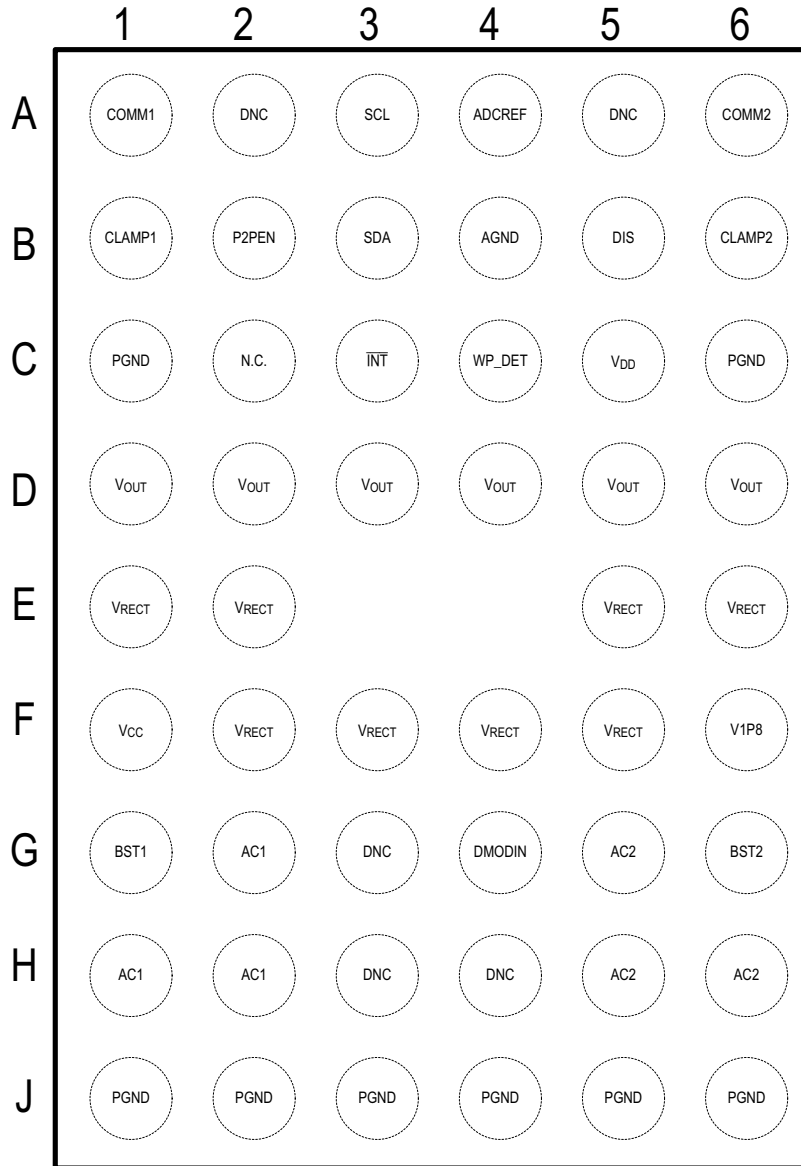 1 2 3 4 5 6
A COMM1 DNC SCL ADCREF DNC COMM2
B CLAMP1 P2PEN SDA AGND DIS CLAMP2
C PGND N.C. I̅N̅T̅ WP_DET VDD PGND
D VOUT VOUT VOUT VOUT VOUT VOUT
E VRECT VRECT VRECT VRECT
F VCC VRECT VRECT VRECT VRECT V1P8
G BST1 AC1 DNC DMODIN AC2 BST2
H AC1 AC1 DNC DNC AC2 AC2
J PGND PGND PGND PGND PGND PGND